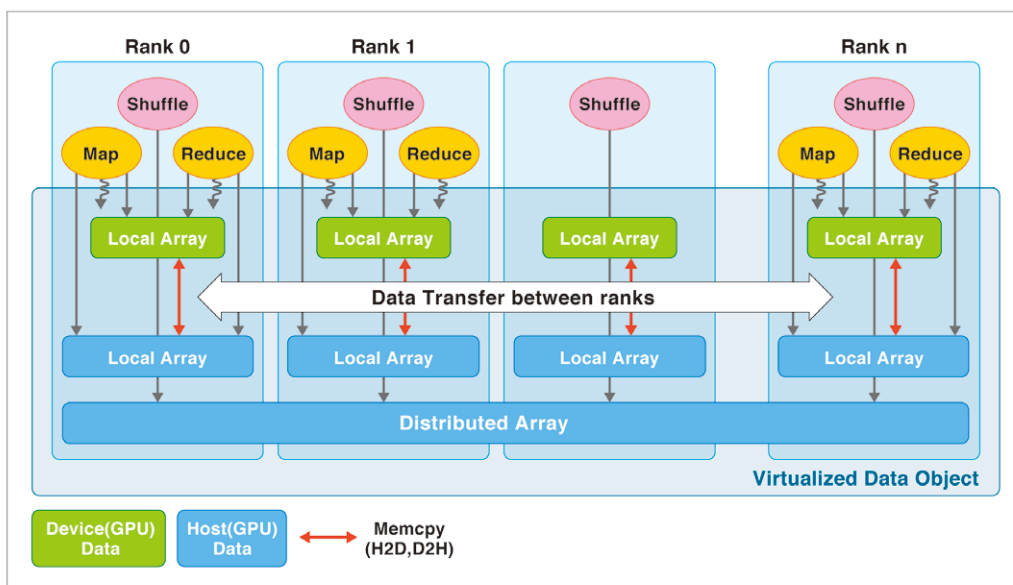 Rank 0
Rank 1
Rank n
Shuffle
Shuffle
Shuffle
Shuffle
Map
Reduce
Map
Reduce
Map
Reduce
Local Array
Local Array
Local Array
Local Array
Data Transfer between ranks
Local Array
Local Array
Local Array
Local Array
Distributed Array
Virtualized Data Object
Device(GPU)
Data
Host(GPU)
Data
Memcpy
(H2D,D2H)